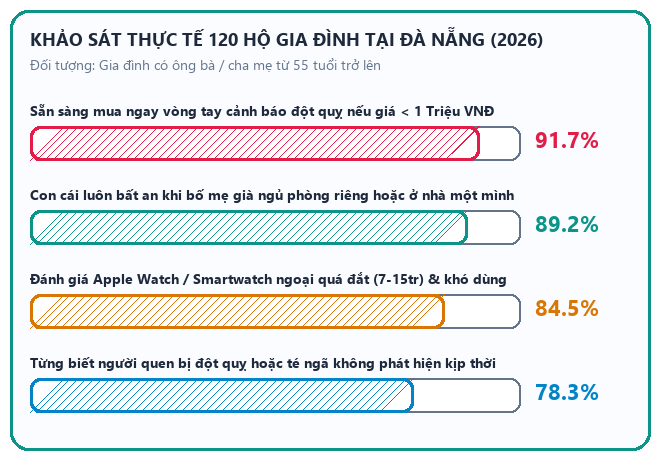 KHẢO SÁT THỰC TẾ 120 HỘ GIA ĐÌNH TẠI ĐÀ NẴNG (2026)
Đối tượng: Gia đình có ông bà / cha mẹ từ 55 tuổi trở lên
Sẵn sàng mua ngay vòng tay cảnh báo đột quỵ nếu giá < 1 Triệu VNĐ
91.7%
Con cái luôn bất an khi bố mẹ già ngủ phòng riêng hoặc ở nhà một mình
89.2%
Đánh giá Apple Watch / Smartwatch ngoại quá đắt (7-15tr) & khó dùng
84.5%
Từng biết người quen bị đột quỵ hoặc té ngã không phát hiện kịp thời
78.3%